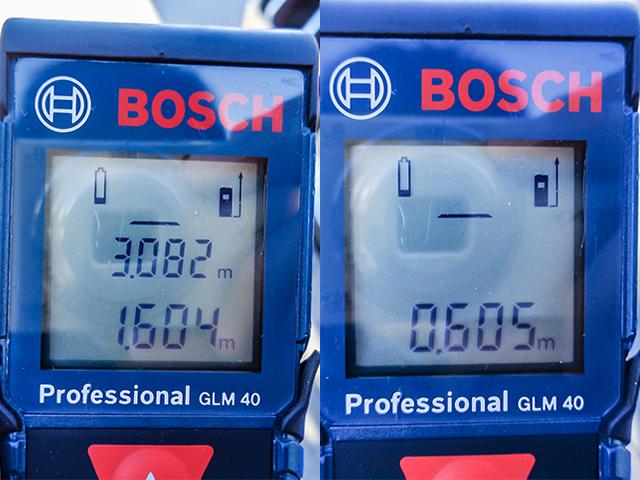 BOSCH
3.082 m
1.604 m
Professional GLM 40
BOSCH
0.605 m
Professional GLM 40